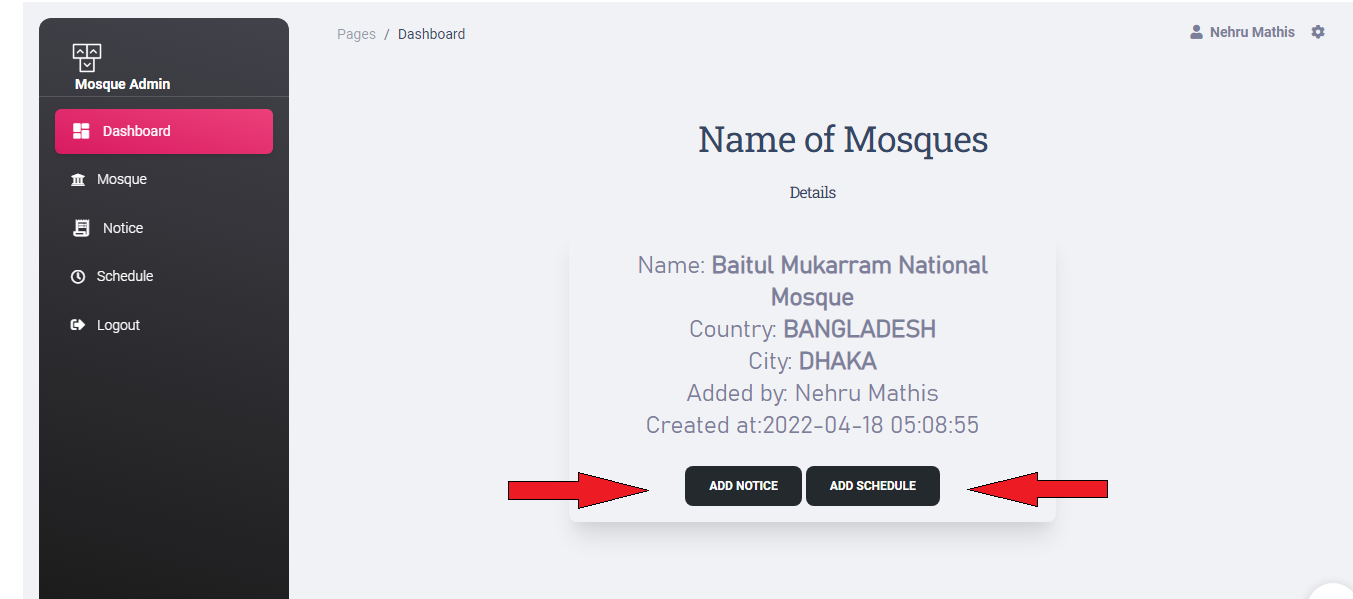 Mosque Admin
Dashboard
Mosque
Notice
Schedule
Logout
Pages / Dashboard
Nehru Mathis
Name of Mosques
Details
Name: Baitul Mukarram National
Mosque
Country: BANGLADESH
City: DHAKA
Added by: Nehru Mathis
Created at:2022-04-18 05:08:55
ADD NOTICE
ADD SCHEDULE